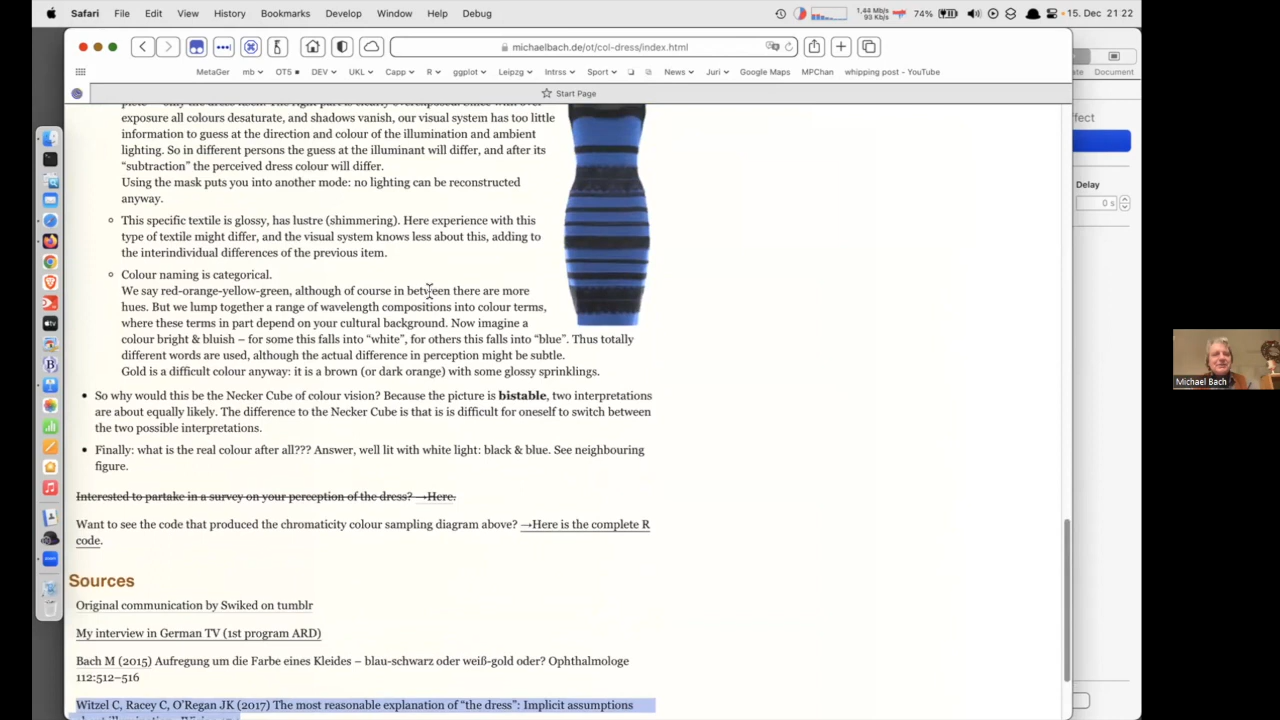 Safari File Edit View History Bookmarks Develop Window Help Debug 1,44 Mb/s 93 Kb/s 74% 15. Dec 21 22
michaelbach.de/ot/col-dress/index.html
MetaGer mb OT5 DEV UKL Capp R ggplot Leipzg Intrss Sport News Juri Google Maps MPChan whipping post - YouTube
Document
Start Page
exposure all colours desaturate, and shadows vanish, our visual system has too little
information to guess at the direction and colour of the illumination and ambient
lighting. So in different persons the guess at the illuminant will differ, and after its
“subtraction” the perceived dress colour will differ.
Using the mask puts you into another mode: no lighting can be reconstructed
anyway.
This specific textile is glossy, has lustre (shimmering). Here experience with this
type of textile might differ, and the visual system knows less about this, adding to
the interindividual differences of the previous item.
Colour naming is categorical.
We say red-orange-yellow-green, although of course in between there are more
hues. But we lump together a range of wavelength compositions into colour terms,
where these terms in part depend on your cultural background. Now imagine a
colour bright & bluish – for some this falls into “white”, for others this falls into “blue”. Thus totally
different words are used, although the actual difference in perception might be subtle.
Gold is a difficult colour anyway: it is a brown (or dark orange) with some glossy sprinklings.
So why would this be the Necker Cube of colour vision? Because the picture is bistable, two interpretations
are about equally likely. The difference to the Necker Cube is that is is difficult for oneself to switch between
the two possible interpretations.
Finally: what is the real colour after all??? Answer, well lit with white light: black & blue. See neighbouring
figure.
Interested to partake in a survey on your perception of the dress? →Here.
Want to see the code that produced the chromaticity colour sampling diagram above? →Here is the complete R
code.
Sources
Original communication by Swiked on tumblr
My interview in German TV (1st program ARD)
Bach M (2015) Aufregung um die Farbe eines Kleides – blau-schwarz oder weiß-gold oder? Ophthalmologe
112:512–516
Witzel C, Racey C, O’Regan JK (2017) The most reasonable explanation of “the dress”: Implicit assumptions
Delay
0 s
Michael Bach